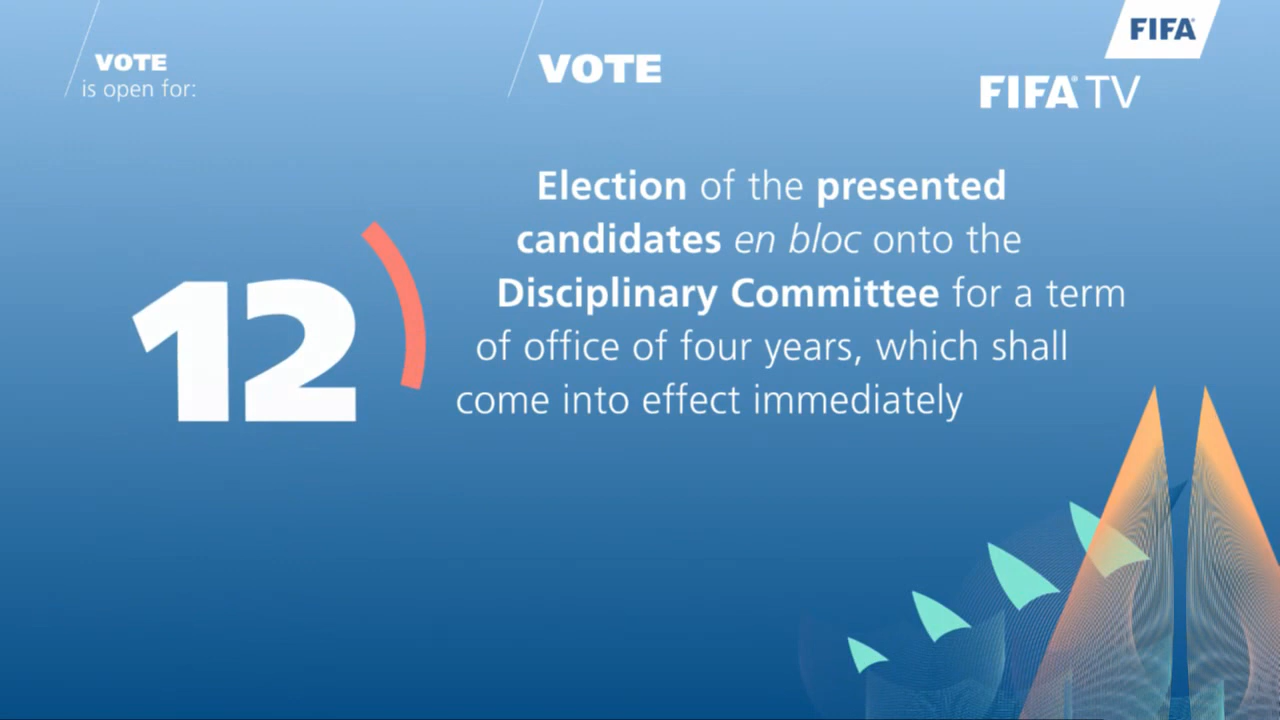 VOTE
is open for:
VOTE
FIFA
FIFA TV
12
Election of the presented
candidates en bloc onto the
Disciplinary Committee for a term
of office of four years, which shall
come into effect immediately